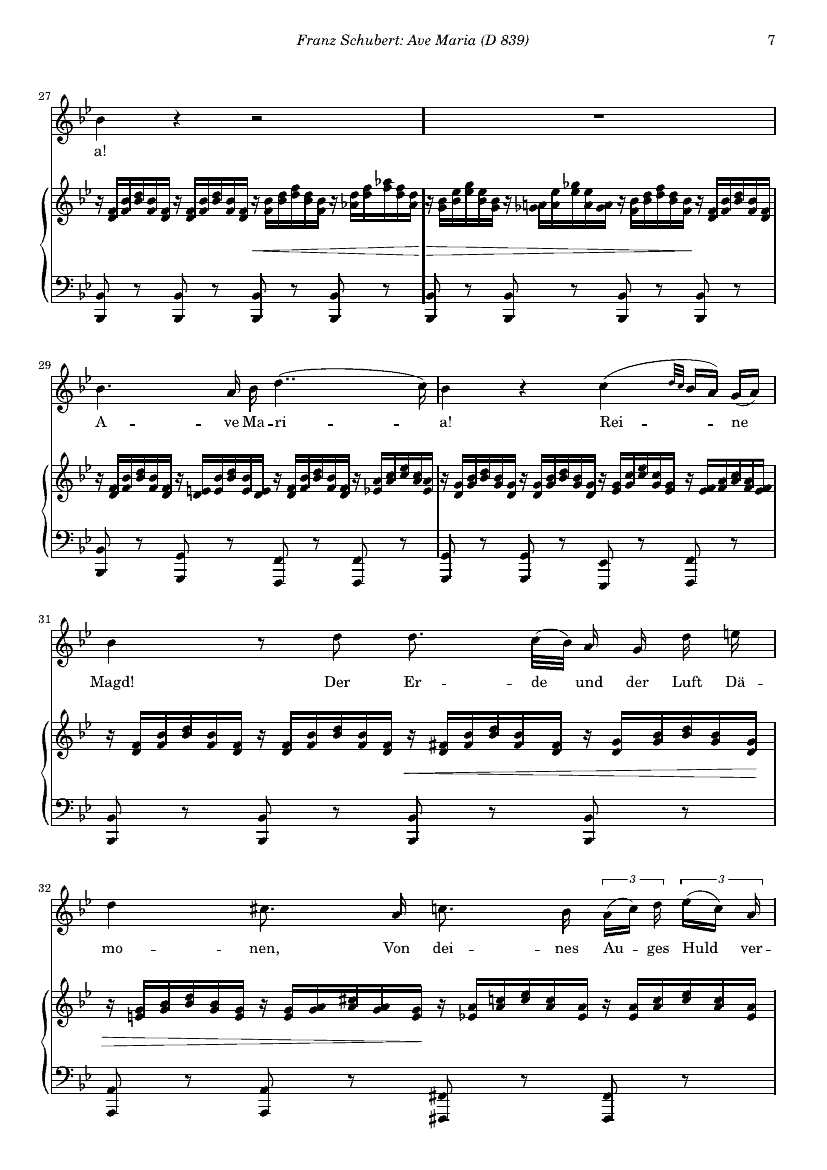 Franz Schubert: Ave Maria (D 839) 7
27
a!
29
A - - - ve Ma - ri - - - a! Rei - - - ne
31
Magd! Der Er - - de und der Luft Dä -
32
3 3
mo - - nen, Von dei - - nes Au - ges Huld ver -